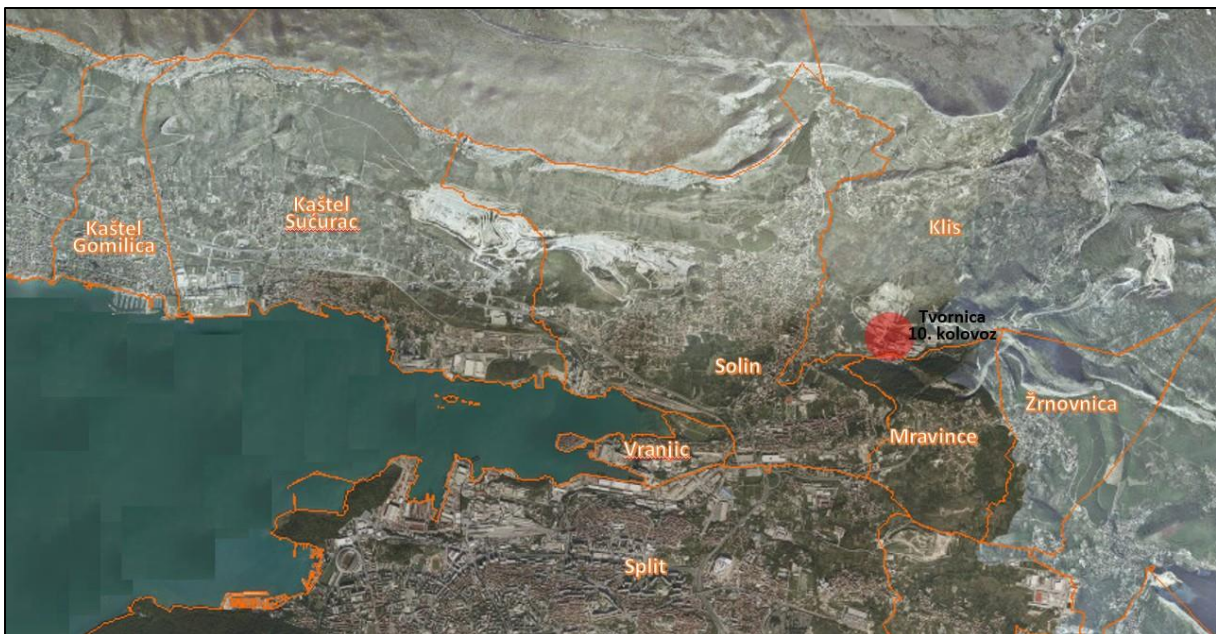 Kaštel
Gomilica
Kaštel
Sućurac
Klis
Tvornica
10. kolovoz
Solin
Žrnovnica
Mravince
Vranjic
Split